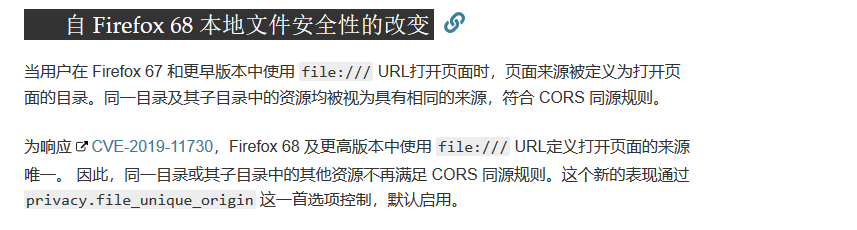 自 Firefox 68 本地文件安全性的改变
当用户在 Firefox 67 和更早版本中使用 file:/// URL打开页面时，页面来源被定义为打开页
面的目录。同一目录及其子目录中的资源均被视为具有相同的来源，符合 CORS 同源规则。
为响应 CVE-2019-11730，Firefox 68 及更高版本中使用 file:/// URL定义打开页面的来源
唯一。 因此，同一目录或其子目录中的其他资源不再满足 CORS 同源规则。这个新的表现通过
privacy.file_unique_origin 这一首选项控制，默认启用。